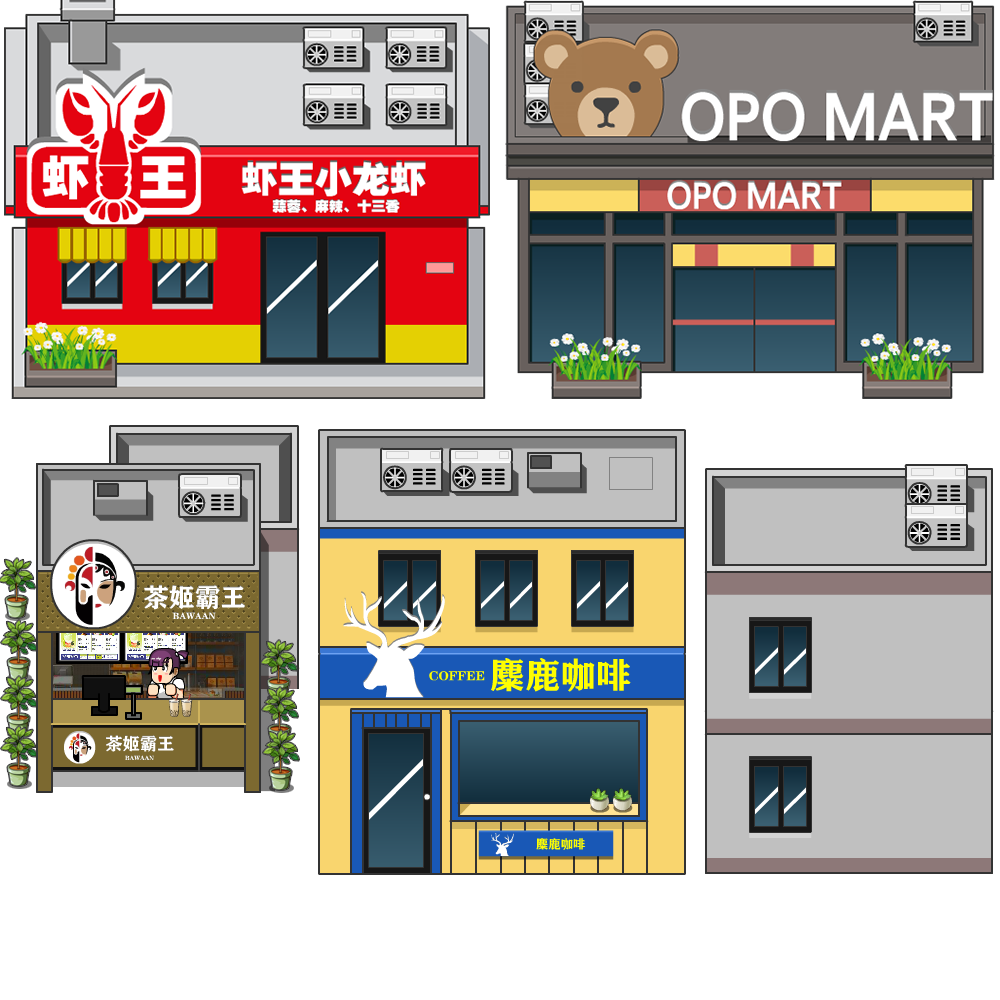 虾王
虾王小龙虾
蒜蓉、麻辣、十三香
OPO MART
OPO MART
茶姬霸王
BAWAAN
茶姬霸王
BAWAAN
COFFEE 麋鹿咖啡
麋鹿咖啡